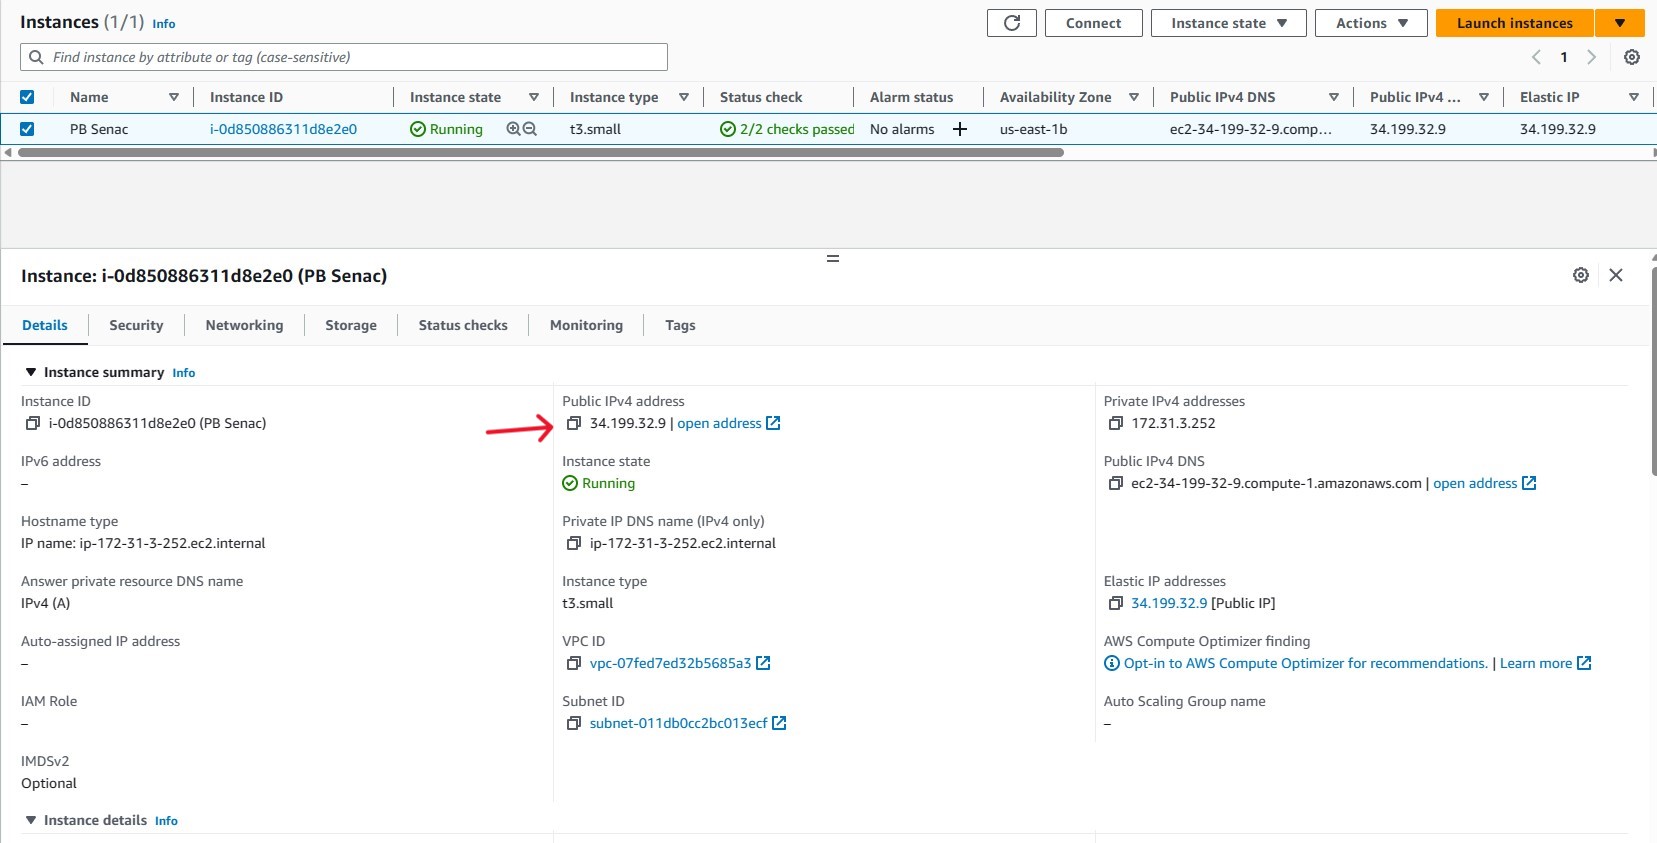 Instances (1/1) Info
Connect Instance state Actions Launch instances
Find instance by attribute or tag (case-sensitive)
1
Name Instance ID Instance state Instance type Status check Alarm status Availability Zone Public IPv4 DNS Public IPv4 ... Elastic IP
PB Senac i-0d850886311d8e2e0 Running t3.small 2/2 checks passed No alarms + us-east-1b ec2-34-199-32-9.comp... 34.199.32.9 34.199.32.9
Instance: i-0d850886311d8e2e0 (PB Senac)
Details Security Networking Storage Status checks Monitoring Tags
Instance summary Info
Instance ID
i-0d850886311d8e2e0 (PB Senac)
Public IPv4 address
34.199.32.9 | open address
Private IPv4 addresses
172.31.3.252
IPv6 address
–
Instance state
Running
Public IPv4 DNS
ec2-34-199-32-9.compute-1.amazonaws.com | open address
Hostname type
IP name: ip-172-31-3-252.ec2.internal
Private IP DNS name (IPv4 only)
ip-172-31-3-252.ec2.internal
Answer private resource DNS name
IPv4 (A)
Instance type
t3.small
Elastic IP addresses
34.199.32.9 [Public IP]
Auto-assigned IP address
–
VPC ID
vpc-07fed7ed32b5685a3
AWS Compute Optimizer finding
Opt-in to AWS Compute Optimizer for recommendations. | Learn more
IAM Role
–
Subnet ID
subnet-011db0cc2bc013ecf
Auto Scaling Group name
–
IMDSv2
Optional
Instance details Info